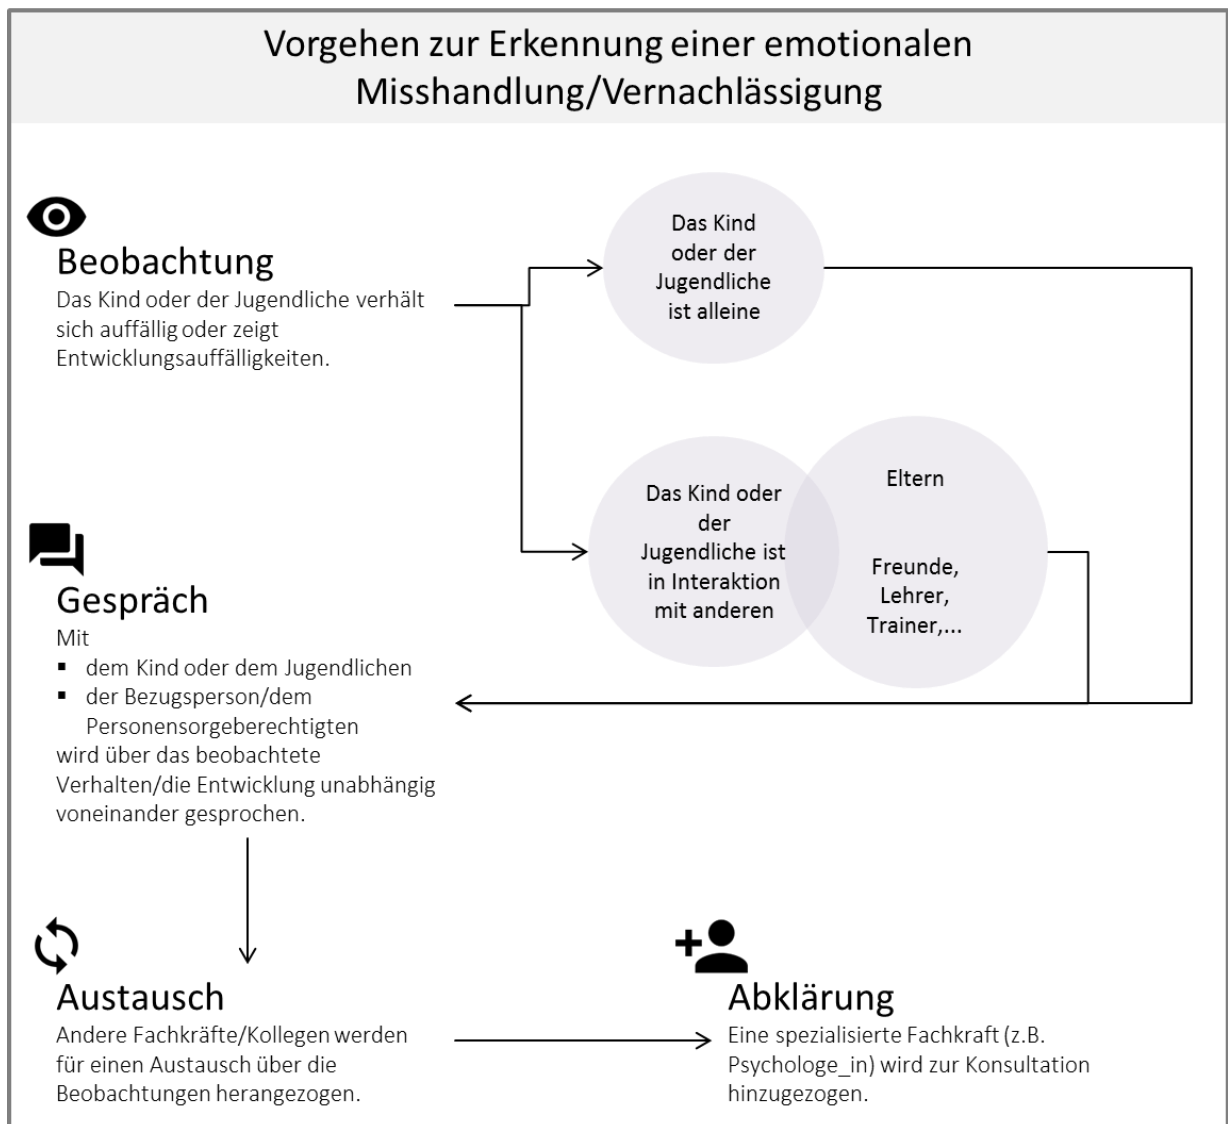 Vorgehen zur Erkennung einer emotionalen
Misshandlung/Vernachlässigung
Beobachtung
Das Kind oder der Jugendliche verhält
sich auffällig oder zeigt
Entwicklungsauffälligkeiten.
Das Kind
oder der
Jugendliche
ist alleine
Das Kind oder
der
Jugendliche ist
in Interaktion
mit anderen
Eltern
Freunde,
Lehrer,
Trainer,...
Gespräch
Mit
▪ dem Kind oder dem Jugendlichen
▪ der Bezugsperson/dem
Personensorgeberechtigten
wird über das beobachtete
Verhalten/die Entwicklung unabhängig
voneinander gesprochen.
Austausch
Andere Fachkräfte/Kollegen werden
für einen Austausch über die
Beobachtungen herangezogen.
Abklärung
Eine spezialisierte Fachkraft (z.B.
Psychologe_in) wird zur Konsultation
hinzugezogen.